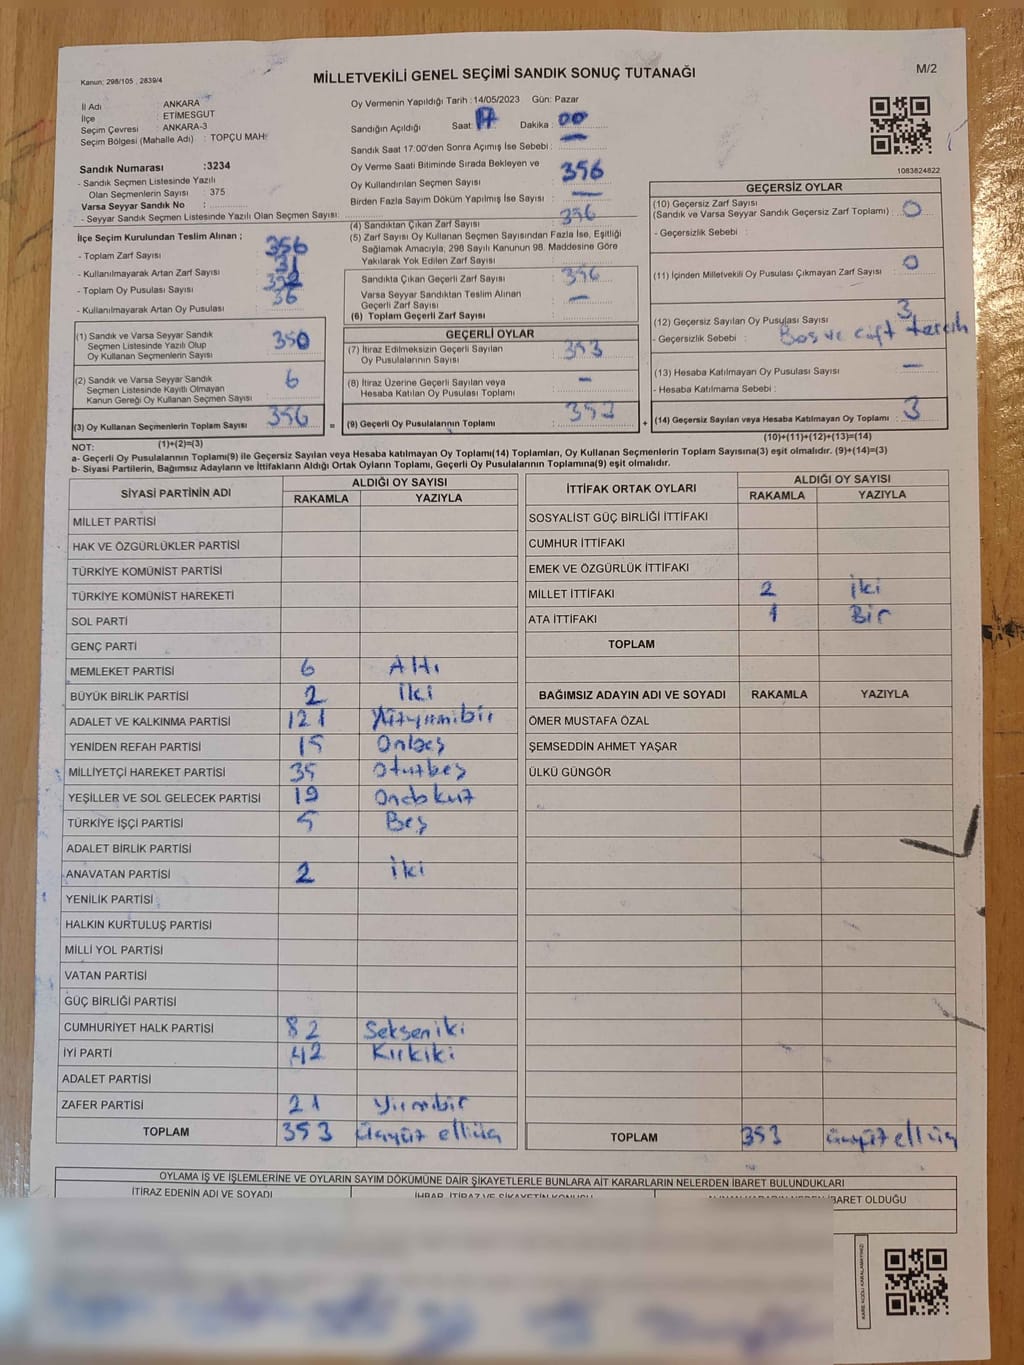 Kanun: 298/105 , 2839/4
MİLLETVEKİLİ GENEL SEÇİMİ SANDIK SONUÇ TUTANAĞI
M/2
İl Adı : ANKARA
İlçe : ETİMESGUT
Seçim Çevresi : ANKARA-3
Seçim Bölgesi (Mahalle Adı) : TOPÇU MAH.
Sandık Numarası :3234
- Sandık Seçmen Listesinde Yazılı
Olan Seçmenlerin Sayısı : 375
Varsa Seyyar Sandık No :
- Seyyar Sandık Seçmen Listesinde Yazılı Olan Seçmen Sayısı:
Oy Vermenin Yapıldığı Tarih : 14/05/2023 Gün: Pazar
Sandığın Açıldığı Saat: 17 Dakika : 00
Sandık Saat 17:00'den Sonra Açımış İse Sebebi : —
Oy Verme Saati Bitiminde Sırada Bekleyen ve
Oy Kullandırılan Seçmen Sayısı 356
Birden Fazla Sayım Döküm Yapılmış İse Sayısı : —
1083624822
İlçe Seçim Kurulundan Teslim Alınan ;
- Toplam Zarf Sayısı : 356
- Kullanılmayarak Artan Zarf Sayısı :
- Toplam Oy Pusulası Sayısı :
- Kullanılmayarak Artan Oy Pusulası : 36
(1) Sandık ve Varsa Seyyar Sandık
Seçmen Listesinde Yazılı Olup
Oy Kullanan Seçmenlerin Sayısı 350
(2) Sandık ve Varsa Seyyar Sandık
Seçmen Listesinde Kayıtlı Olmayan
Kanun Gereği Oy Kullanan Seçmen Sayısı 6
(3) Oy Kullanan Seçmenlerin Toplam Sayısı 356
(1)+(2)=(3)
(4) Sandıktan Çıkan Zarf Sayısı 356
(5) Zarf Sayısı Oy Kullanan Seçmen Sayısından Fazla İse, Eşitliği
Sağlamak Amacıyla; 298 Sayılı Kanunun 98. Maddesine Göre
Yakılarak Yok Edilen Zarf Sayısı :
Sandıkta Çıkan Geçerli Zarf Sayısı : 356
Varsa Seyyar Sandıktan Teslim Alınan
Geçerli Zarf Sayısı : —
(6) Toplam Geçerli Zarf Sayısı :
GEÇERLİ OYLAR
(7) İtiraz Edilmeksizin Geçerli Sayılan
Oy Pusulalarının Sayısı : 353
(8) İtiraz Üzerine Geçerli Sayılan veya
Hesaba Katılan Oy Pusulası Toplamı : —
= (9) Geçerli Oy Pusulalarının Toplamı : 353 +
GEÇERSİZ OYLAR
(10) Geçersiz Zarf Sayısı
(Sandık ve Varsa Seyyar Sandık Geçersiz Zarf Toplamı) : 0
- Geçersizlik Sebebi :
(11) İçinden Milletvekili Oy Pusulası Çıkmayan Zarf Sayısı : 0
(12) Geçersiz Sayılan Oy Pusulası Sayısı : 3
- Geçersizlik Sebebi : Boş ve çift tercih
(13) Hesaba Katılmayan Oy Pusulası Sayısı : —
- Hesaba Katılmama Sebebi :
(14) Geçersiz Sayılan veya Hesaba Katılmayan Oy Toplamı : 3
(10)+(11)+(12)+(13)=(14)
NOT:
a- Geçerli Oy Pusulalarının Toplamı(9) ile Geçersiz Sayılan veya Hesaba Katılmayan Oy Toplamı(14) Toplamları, Oy Kullanan Seçmenlerin Toplam Sayısına(3) eşit olmalıdır. (9)+(14)=(3)
b- Siyasi Partilerin, Bağımsız Adayların ve İttifakların Aldığı Ortak Oyların Toplamı, Geçerli Oy Pusulalarının Toplamına(9) eşit olmalıdır.
SİYASİ PARTİNİN ADI ALDIĞI OY SAYISI
RAKAMLA YAZIYLA
MİLLET PARTİSİ
HAK VE ÖZGÜRLÜKLER PARTİSİ
TÜRKİYE KOMÜNİST PARTİSİ
TÜRKİYE KOMÜNİST HAREKETİ
SOL PARTİ
GENÇ PARTİ
MEMLEKET PARTİSİ 6 Altı
BÜYÜK BİRLİK PARTİSİ 2 iki
ADALET VE KALKINMA PARTİSİ 121 Yüzyirmibir
YENİDEN REFAH PARTİSİ 15 Onbeş
MİLLİYETÇİ HAREKET PARTİSİ 35 Otuzbeş
YEŞİLLER VE SOL GELECEK PARTİSİ 19 Ondokuz
TÜRKİYE İŞÇİ PARTİSİ 5 Beş
ADALET BİRLİK PARTİSİ
ANAVATAN PARTİSİ 2 iki
YENİLİK PARTİSİ
HALKIN KURTULUŞ PARTİSİ
MİLLİ YOL PARTİSİ
VATAN PARTİSİ
GÜÇ BİRLİĞİ PARTİSİ
CUMHURİYET HALK PARTİSİ 82 Sekseniki
İYİ PARTİ 42 Kırkiki
ADALET PARTİSİ
ZAFER PARTİSİ 21 Yirmibir
TOPLAM 353 üçyüz elliüç
İTTİFAK ORTAK OYLARI ALDIĞI OY SAYISI
RAKAMLA YAZIYLA
SOSYALİST GÜÇ BİRLİĞİ İTTİFAKI
CUMHUR İTTİFAKI
EMEK VE ÖZGÜRLÜK İTTİFAKI
MİLLET İTTİFAKI 2 iki
ATA İTTİFAKI 1 Bir
TOPLAM
BAĞIMSIZ ADAYIN ADI VE SOYADI RAKAMLA YAZIYLA
ÖMER MUSTAFA ÖZAL
ŞEMSEDDİN AHMET YAŞAR
ÜLKÜ GÜNGÖR
TOPLAM 353 üçyüz elliüç
OYLAMA İŞ VE İŞLEMLERİNE VE OYLARIN SAYIM DÖKÜMÜNE DAİR ŞİKAYETLERLE BUNLARA AİT KARARLARIN NELERDEN İBARET BULUNDUKLARI
İTİRAZ EDENİN ADI VE SOYADI
İHBAR, İTİRAZ VE ŞİKAYETİN KONUSU
ALINAN KARARIN NEDEN İBARET OLDUĞU
KARE KODU KARALAMAYINIZ!